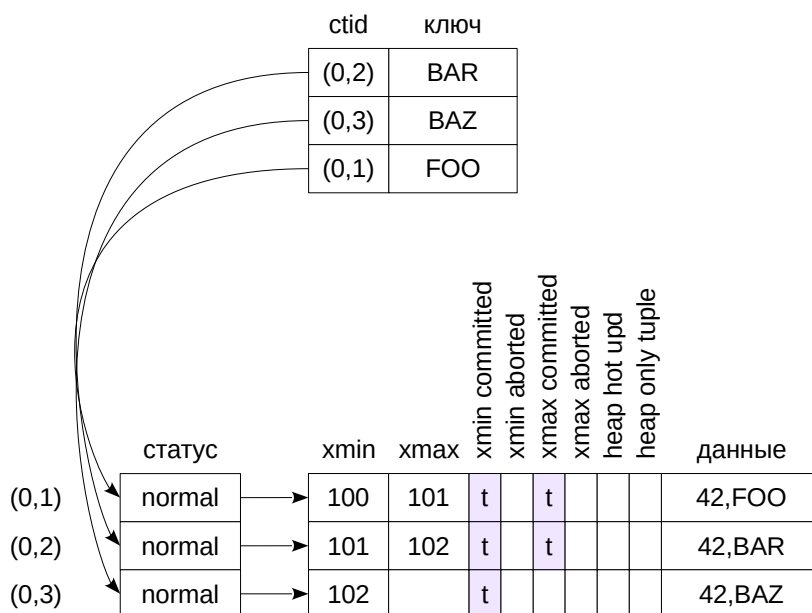 ctid ключ
(0,2) BAR
(0,3) BAZ
(0,1) FOO
статус xmin xmax xmin committed xmin aborted xmax committed xmax aborted heap hot upd heap only tuple данные
(0,1) normal 100 101 t t 42,FOO
(0,2) normal 101 102 t t 42,BAR
(0,3) normal 102 t 42,BAZ